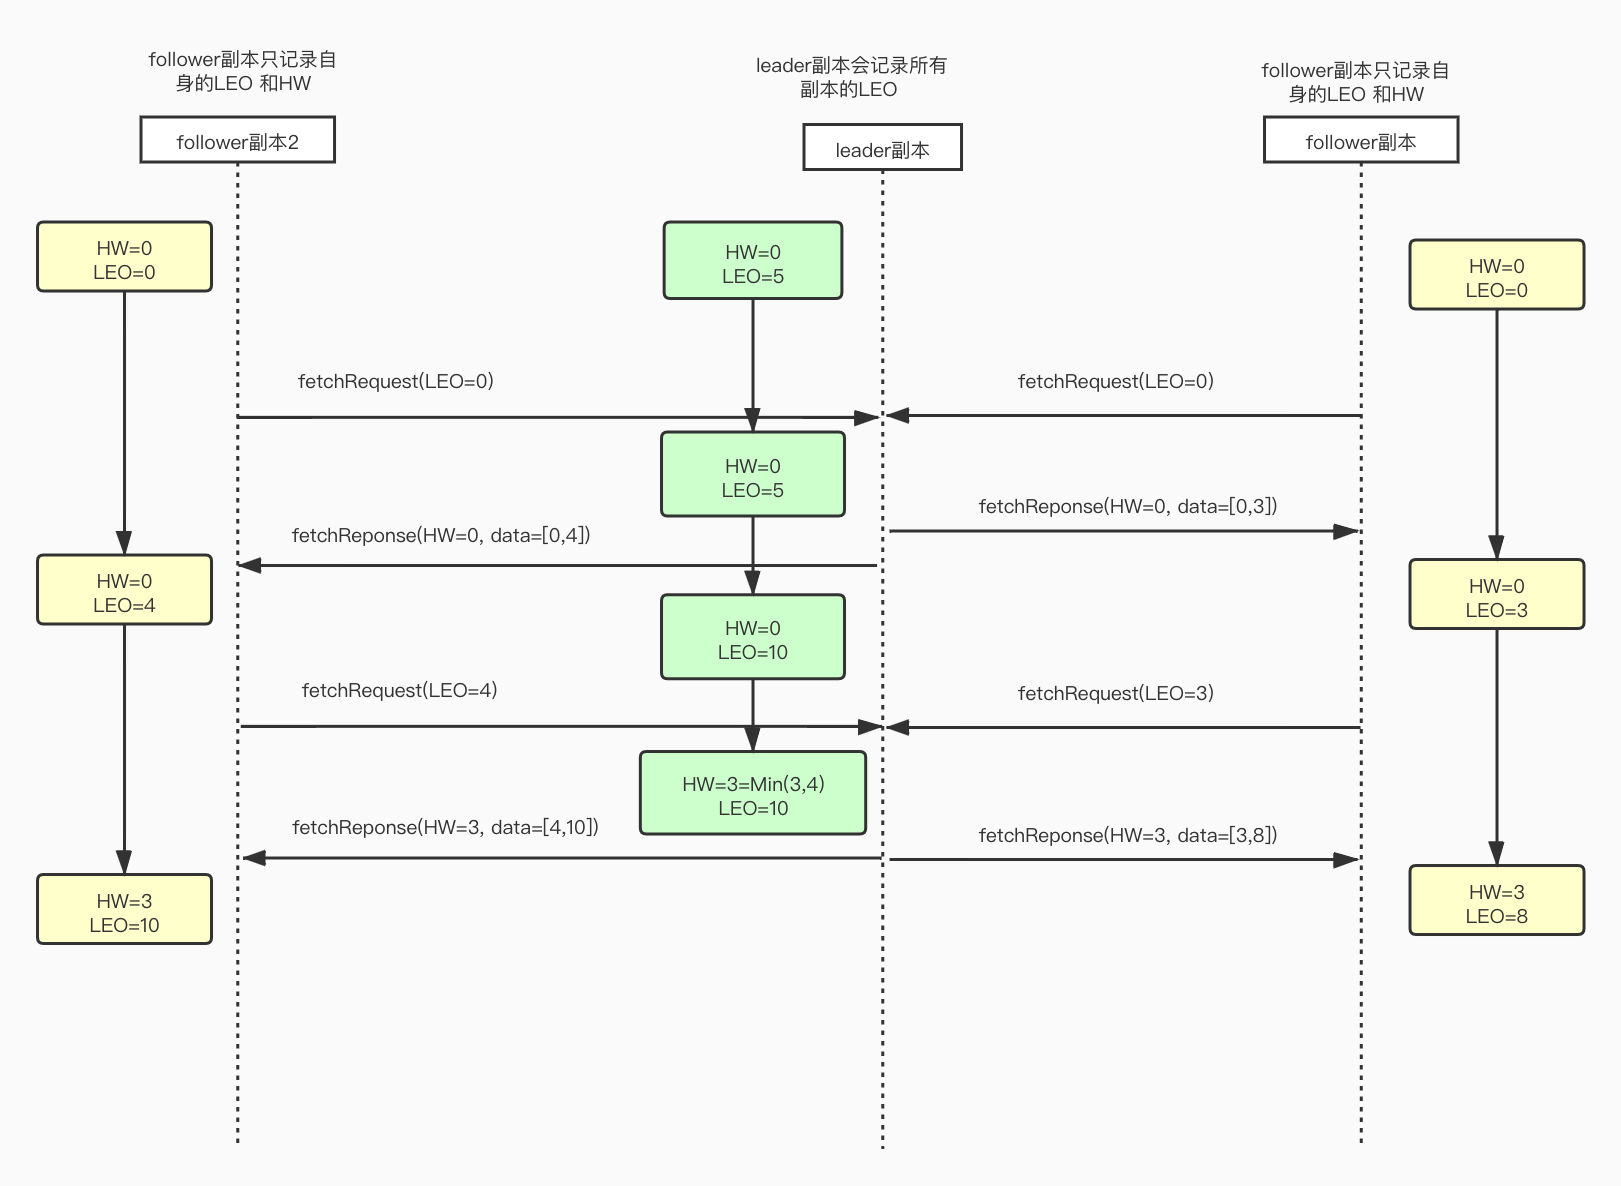 follower副本只记录自
身的LEO 和HW
leader副本会记录所有
副本的LEO
follower副本只记录自
身的LEO 和HW
follower副本2
leader副本
follower副本
HW=0
LEO=0
HW=0
LEO=5
HW=0
LEO=0
fetchRequest(LEO=0)
fetchRequest(LEO=0)
HW=0
LEO=5
fetchReponse(HW=0, data=[0,3])
fetchReponse(HW=0, data=[0,4])
HW=0
LEO=4
HW=0
LEO=3
HW=0
LEO=10
fetchRequest(LEO=4)
fetchRequest(LEO=3)
HW=3=Min(3,4)
LEO=10
fetchReponse(HW=3, data=[4,10])
fetchReponse(HW=3, data=[3,8])
HW=3
LEO=10
HW=3
LEO=8